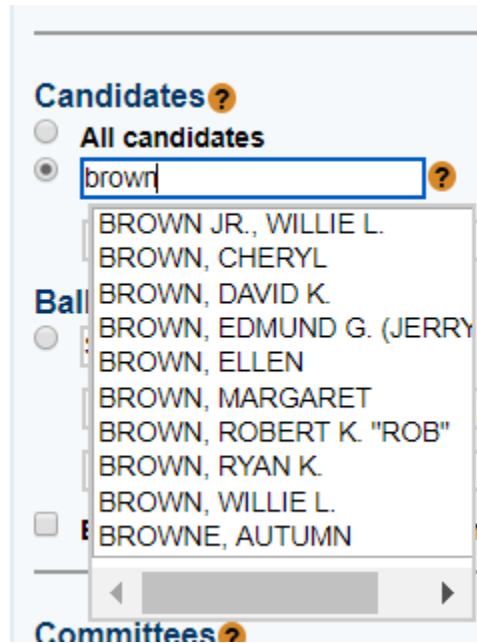 Candidates?
All candidates
brown ?
BROWN JR., WILLIE L.
BROWN, CHERYL
BROWN, DAVID K.
BROWN, EDMUND G. (JERRY
BROWN, ELLEN
BROWN, MARGARET
BROWN, ROBERT K. "ROB"
BROWN, RYAN K.
BROWN, WILLIE L.
BROWNE, AUTUMN
Committees?